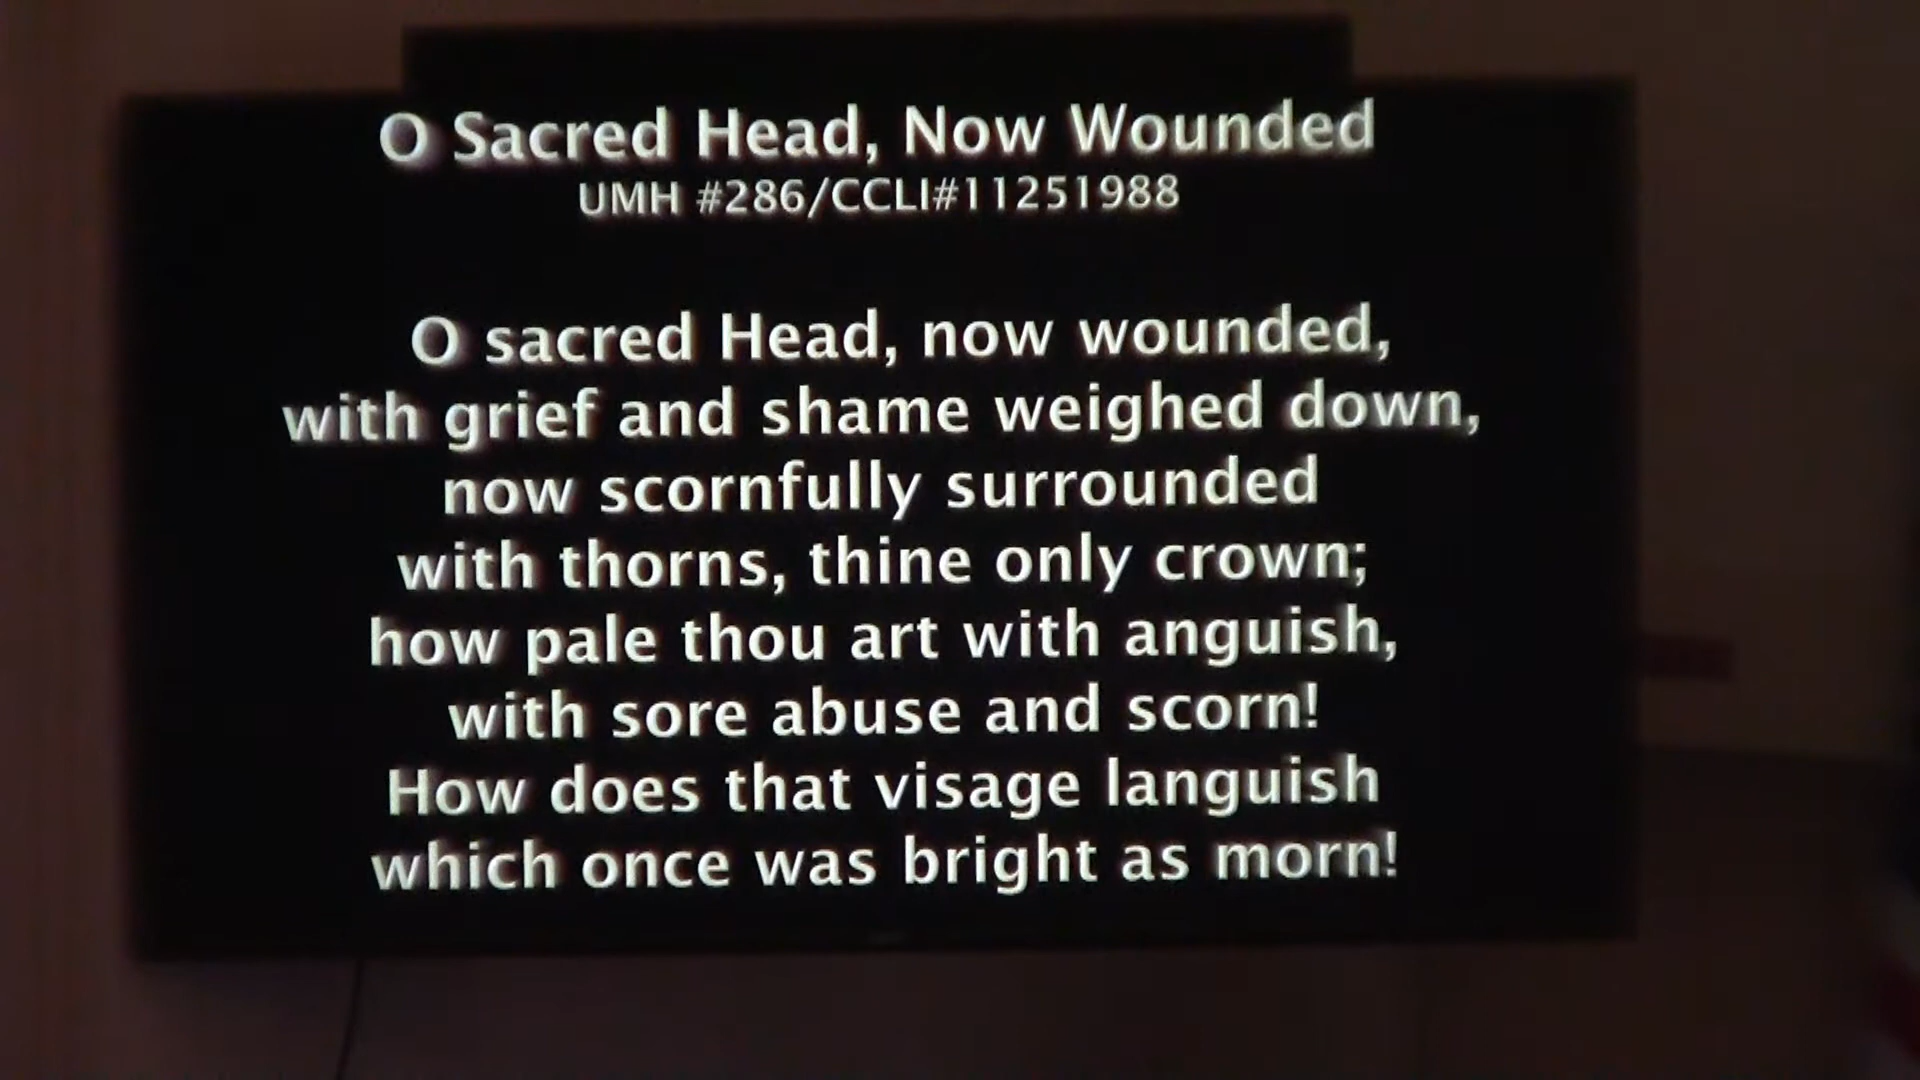 O Sacred Head, Now Wounded
UMH #286/CCLI#11251988
O sacred Head, now wounded,
with grief and shame weighed down,
now scornfully surrounded
with thorns, thine only crown;
how pale thou art with anguish,
with sore abuse and scorn!
How does that visage languish
which once was bright as morn!